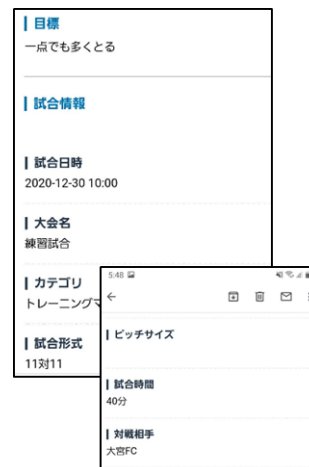 目標
一点でも多くとる
試合情報
試合日時
2020-12-30 10:00
大会名
練習試合
カテゴリ
トレーニングマ
試合形式
11対11
5:48
ピッチサイズ
試合時間
40分
対戦相手
大宮FC